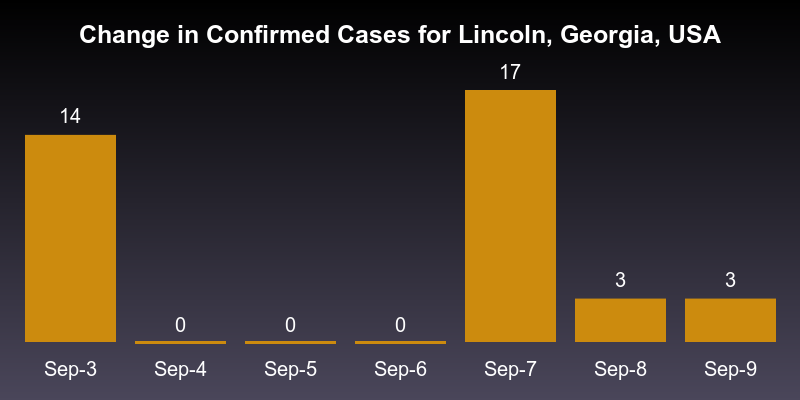 Change in Confirmed Cases for Lincoln, Georgia, USA
14 0 0 0 17 3 3
Sep-3 Sep-4 Sep-5 Sep-6 Sep-7 Sep-8 Sep-9